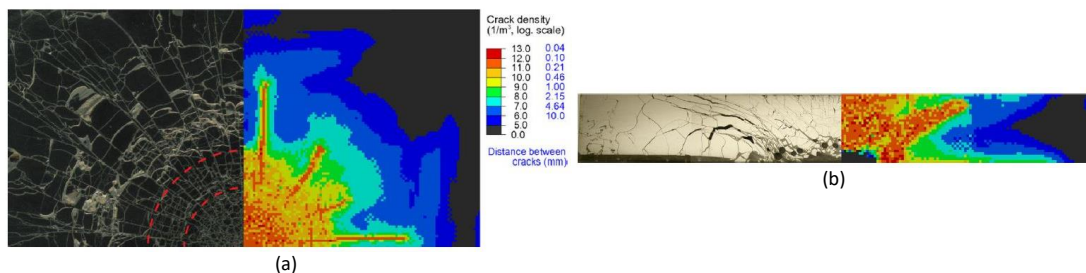 Crack density
(1/m³, log. scale)
13.0 0.04
12.0 0.10
11.0 0.21
10.0 0.46
9.0 1.00
8.0 2.15
7.0 4.64
6.0 10.0
5.0
0.0
Distance between
cracks (mm)
(a)
(b)